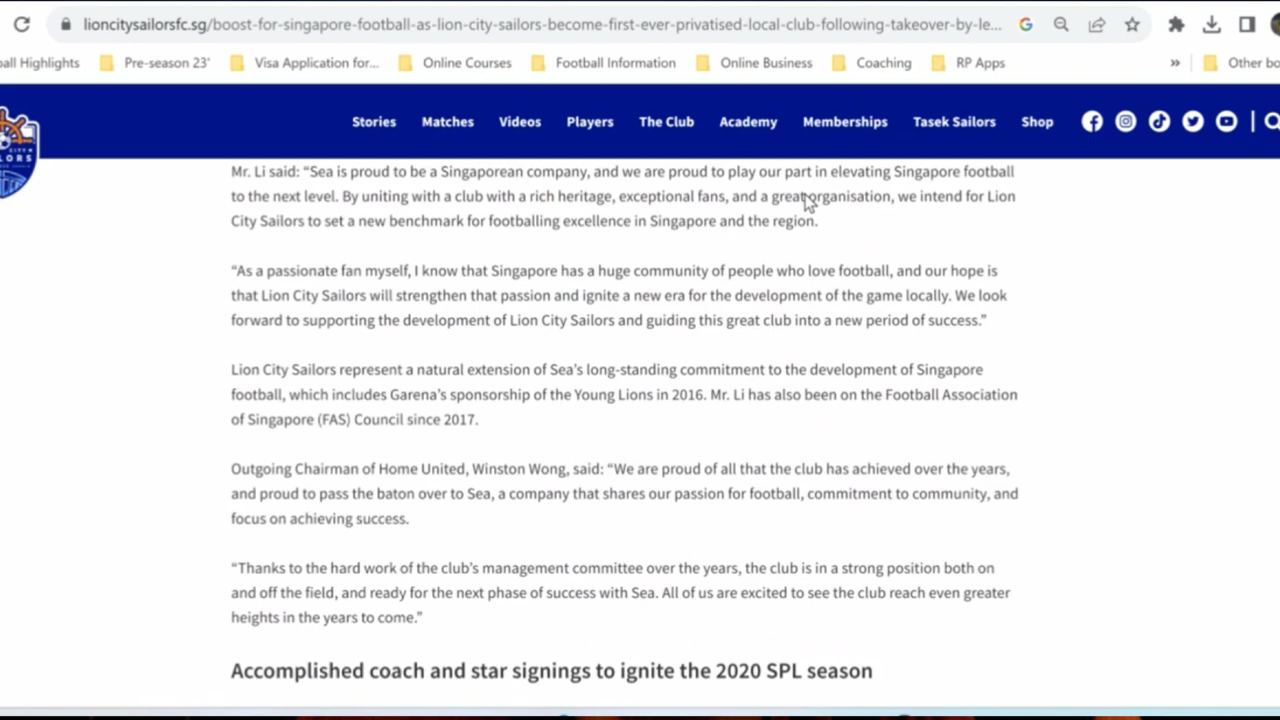 lioncitysailorsfc.sg/boost-for-singapore-football-as-lion-city-sailors-become-first-ever-privatised-local-club-following-takeover-by-le...
all Highlights Pre-season 23' Visa Application for... Online Courses Football Information Online Business Coaching RP Apps » Other bo
CITY
LORS
Stories Matches Videos Players The Club Academy Memberships Tasek Sailors Shop
Mr. Li said: “Sea is proud to be a Singaporean company, and we are proud to play our part in elevating Singapore football
to the next level. By uniting with a club with a rich heritage, exceptional fans, and a great organisation, we intend for Lion
City Sailors to set a new benchmark for footballing excellence in Singapore and the region.
“As a passionate fan myself, I know that Singapore has a huge community of people who love football, and our hope is
that Lion City Sailors will strengthen that passion and ignite a new era for the development of the game locally. We look
forward to supporting the development of Lion City Sailors and guiding this great club into a new period of success.”
Lion City Sailors represent a natural extension of Sea’s long-standing commitment to the development of Singapore
football, which includes Garena’s sponsorship of the Young Lions in 2016. Mr. Li has also been on the Football Association
of Singapore (FAS) Council since 2017.
Outgoing Chairman of Home United, Winston Wong, said: “We are proud of all that the club has achieved over the years,
and proud to pass the baton over to Sea, a company that shares our passion for football, commitment to community, and
focus on achieving success.
“Thanks to the hard work of the club’s management committee over the years, the club is in a strong position both on
and off the field, and ready for the next phase of success with Sea. All of us are excited to see the club reach even greater
heights in the years to come.”
Accomplished coach and star signings to ignite the 2020 SPL season